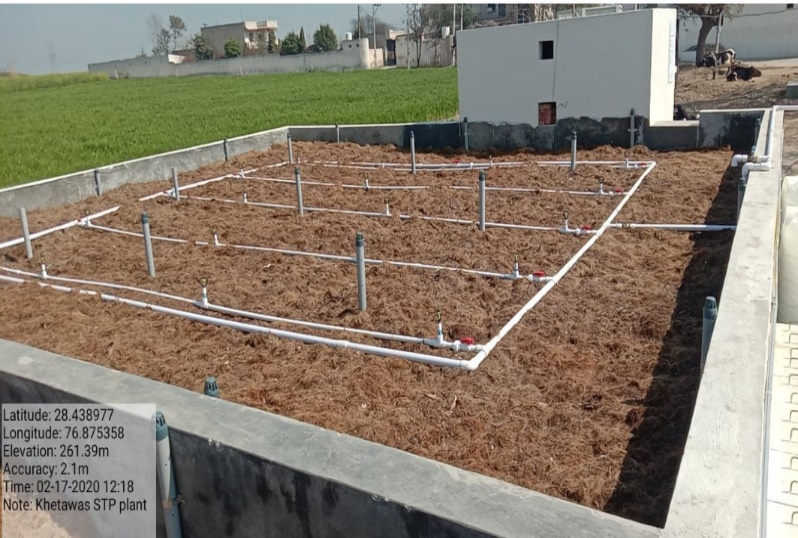 Latitude: 28.438977
Longitude: 76.875358
Elevation: 261.39m
Accuracy: 2.1m
Time: 02-17-2020 12:18
Note: Khetawas STP plant